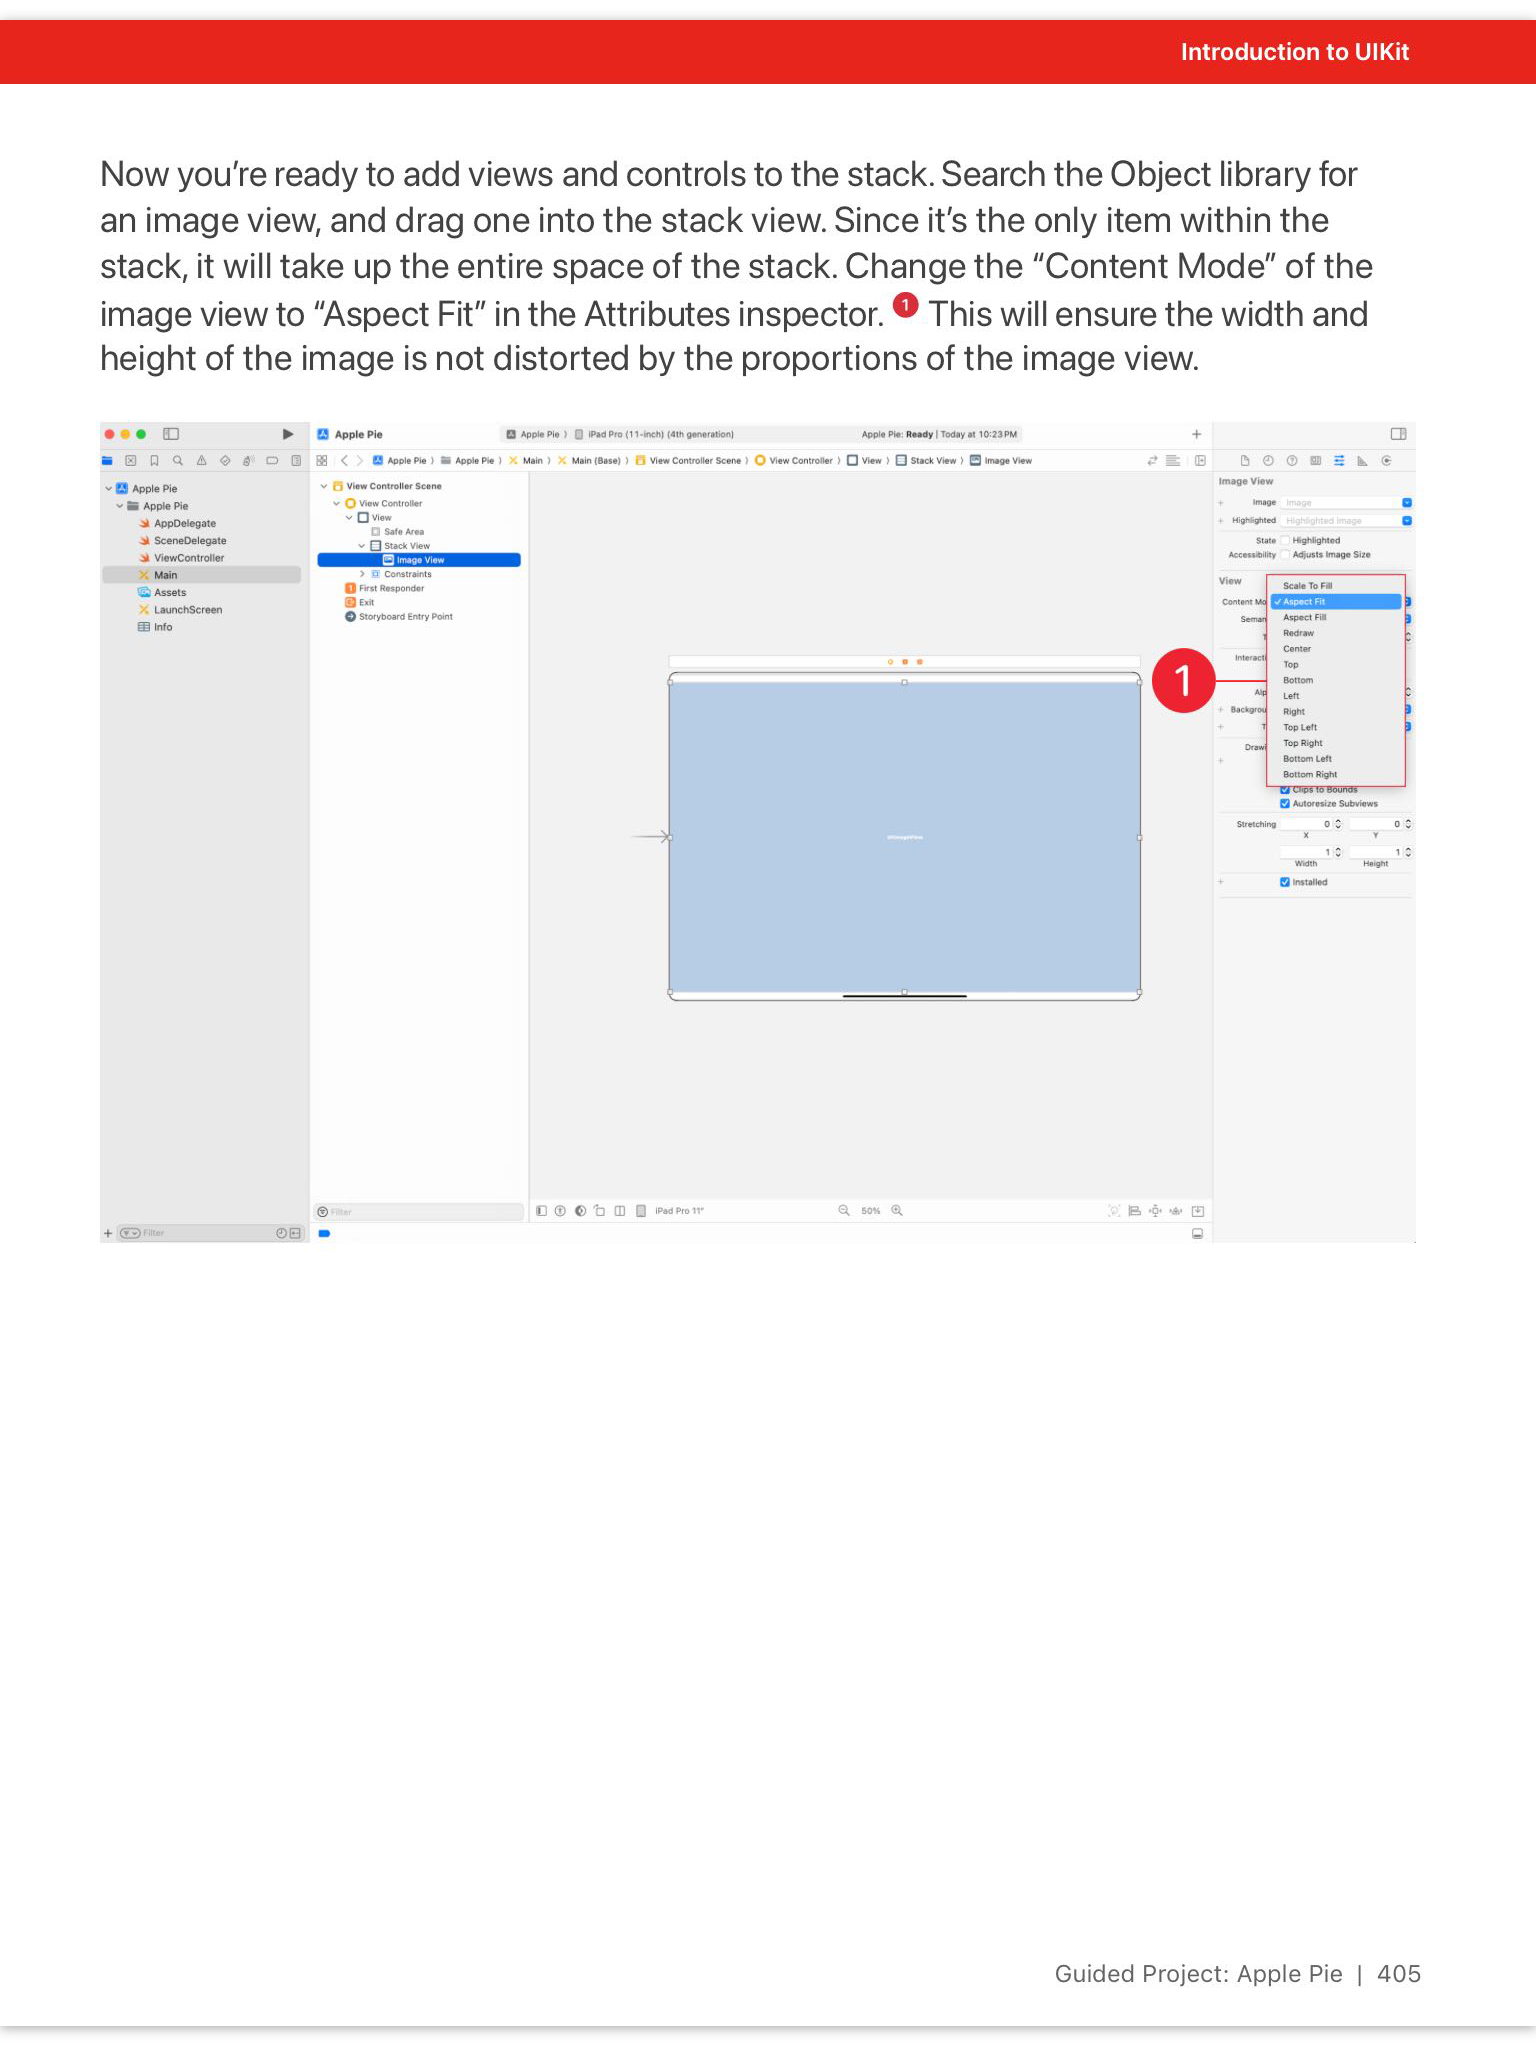 Introduction to UIKit
Now you’re ready to add views and controls to the stack. Search the Object library for
an image view, and drag one into the stack view. Since it’s the only item within the
stack, it will take up the entire space of the stack. Change the “Content Mode” of the
image view to “Aspect Fit” in the Attributes inspector. 1 This will ensure the width and
height of the image is not distorted by the proportions of the image view.
Apple Pie
Apple Pie
iPad Pro (11-inch) (4th generation)
Apple Pie: Ready | Today at 10:23 PM
Apple Pie
Apple Pie
Main
Main (Base)
View Controller Scene
View Controller
View
Stack View
Image View
Apple Pie
Apple Pie
AppDelegate
SceneDelegate
ViewController
Main
Assets
LaunchScreen
Info
Filter
View Controller Scene
View Controller
View
Safe Area
Stack View
Image View
Constraints
First Responder
Exit
Storyboard Entry Point
Filter
UIImageView
iPad Pro 11"
50%
1
Image View
Image Image
Highlighted Highlighted Image
State Highlighted
Accessibility Adjusts Image Size
View
Content Mo
Seman
T
Interacti
Alp
Backgrou
T
Drawi
Scale To Fill
Aspect Fit
Aspect Fill
Redraw
Center
Top
Bottom
Left
Right
Top Left
Top Right
Bottom Left
Bottom Right
Clips to Bounds
Autoresize Subviews
Stretching 0 0
X Y
1 1
Width Height
Installed
Guided Project: Apple Pie | 405